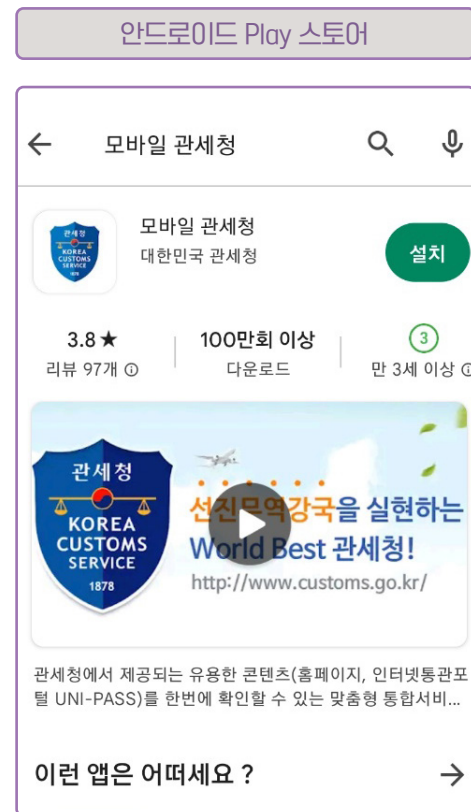 안드로이드 Play 스토어
모바일 관세청
모바일 관세청
대한민국 관세청
설치
관세청
KOREA
CUSTOMS
SERVICE
1878
3.8 ★
100만회 이상
3
리뷰 97개
다운로드
만 3세 이상
관세청
KOREA
CUSTOMS
SERVICE
1878
선진무역강국을 실현하는
World Best 관세청!
http://www.customs.go.kr/
관세청에서 제공되는 유용한 콘텐츠(홈페이지, 인터넷통관포
털 UNI-PASS)를 한번에 확인할 수 있는 맞춤형 통합서비...
이런 앱은 어떠세요 ?